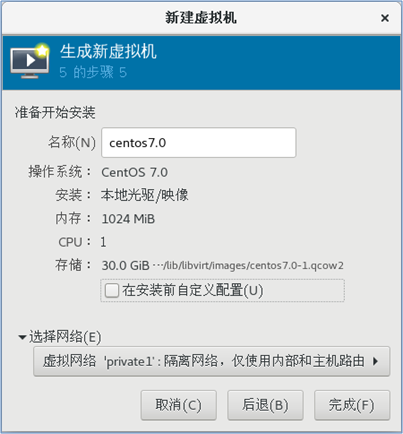 新建虚拟机
生成新虚拟机
5 的步骤 5
准备开始安装
名称(N) centos7.0
操作系统: CentOS 7.0
安装: 本地光驱/映像
内存: 1024 MiB
CPU: 1
存储: 30.0 GiB ···/lib/libvirt/images/centos7.0-1.qcow2
在安装前自定义配置(U)
选择网络(E)
虚拟网络 'private1' : 隔离网络，仅使用内部和主机路由
取消(C) 后退(B) 完成(F)